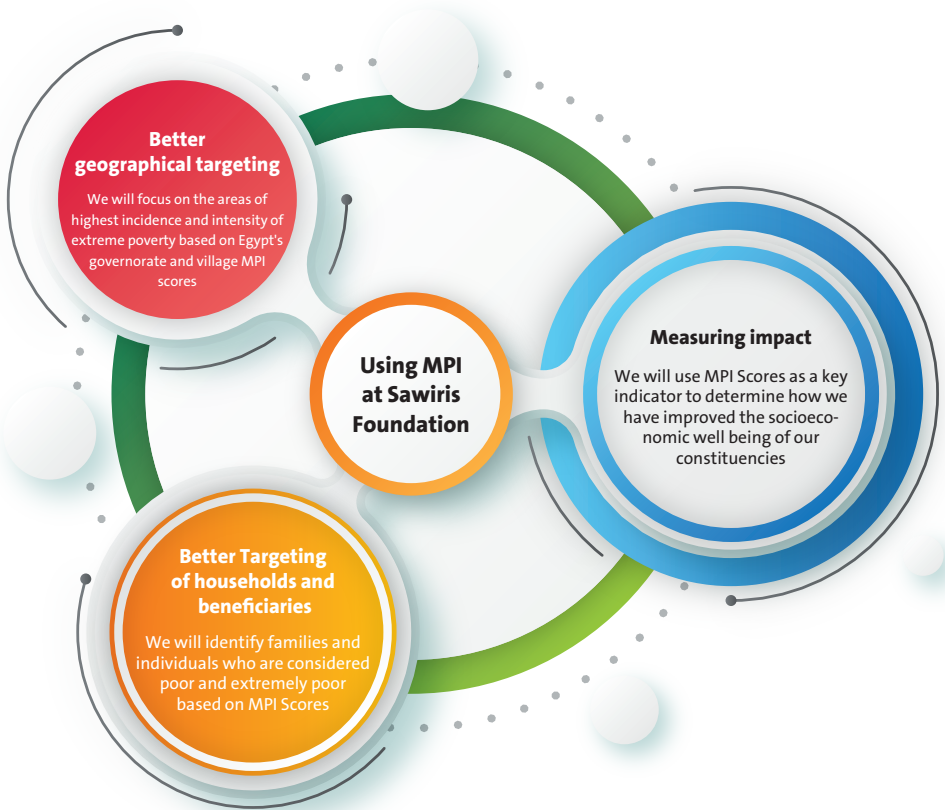 Better
geographical targeting
We will focus on the areas of
highest incidence and intensity of
extreme poverty based on Egypt's
governorate and village MPI
scores
Using MPI
at Sawiris
Foundation
Measuring impact
We will use MPI Scores as a key
indicator to determine how we
have improved the socioeco-
nomic well being of our
constituencies
Better Targeting
of households and
beneficiaries
We will identify families and
individuals who are considered
poor and extremely poor
based on MPI Scores